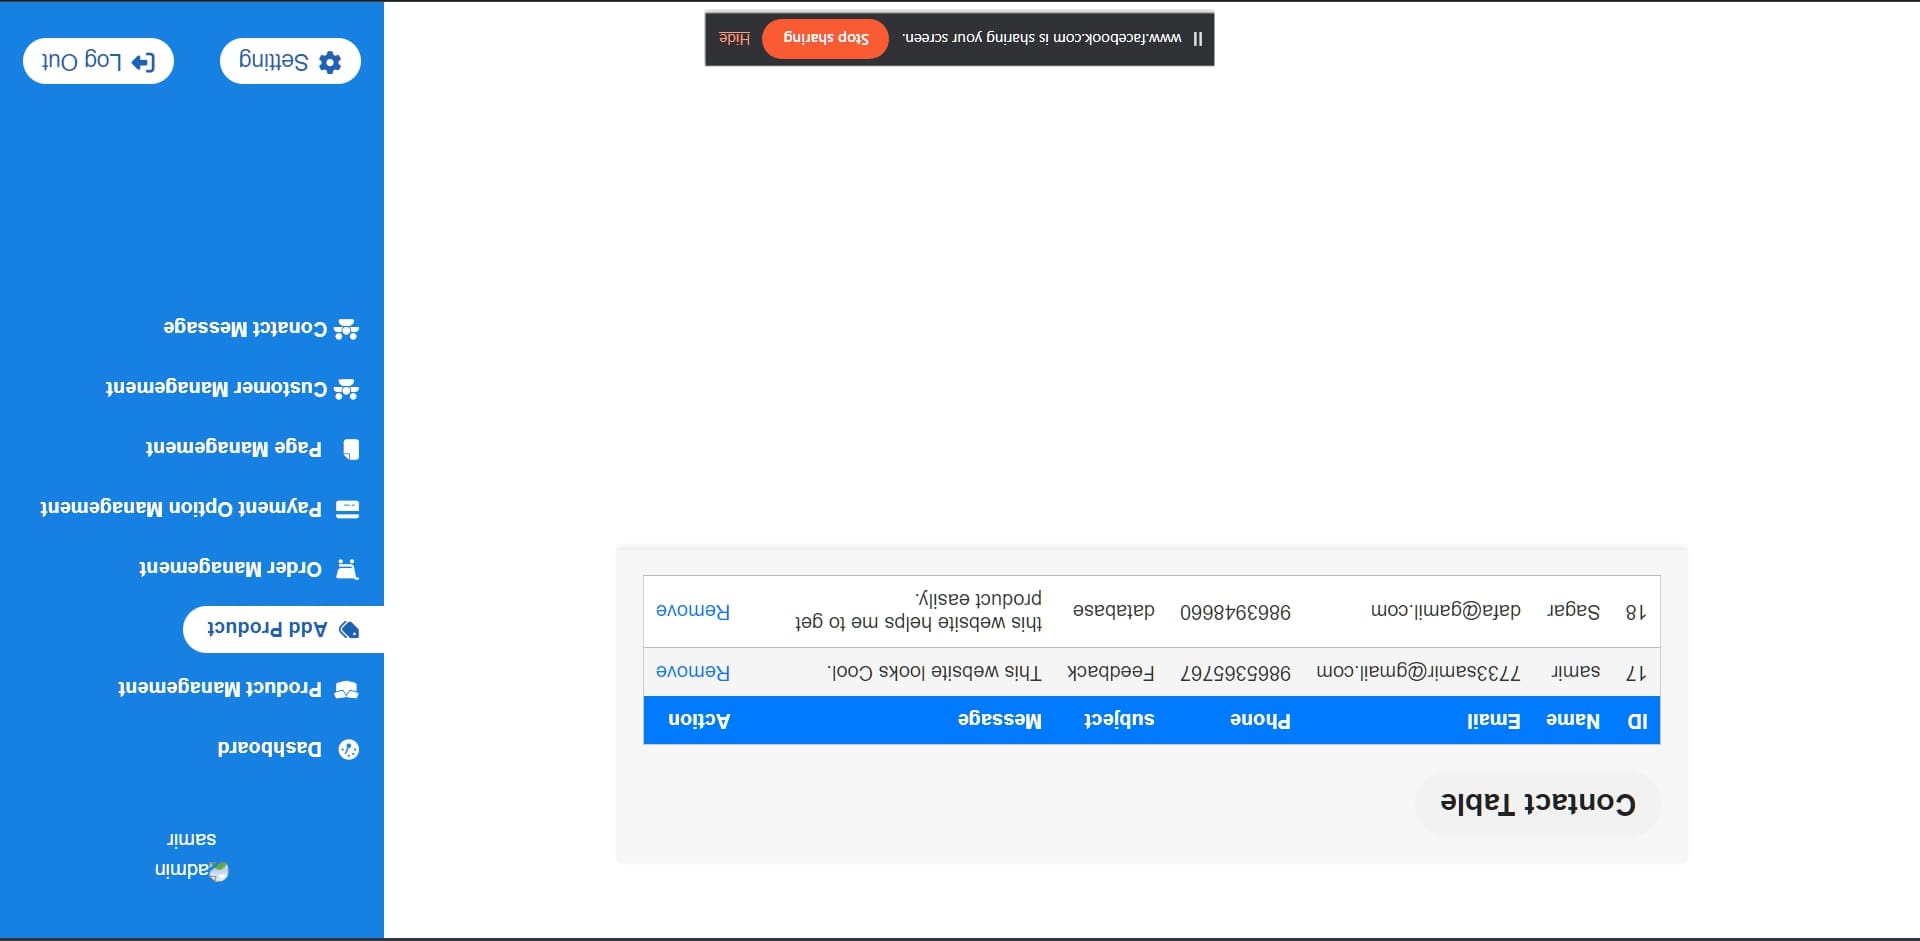 admin
samir
Contact Table
ID Name Email Phone subject Message Action
17 samir 7733samir@gmail.com 9865365767 Feedback This website looks Cool. Remove
18 Sagar dafa@gamil.com 9863948660 database this website helps me to get product easily. Remove
Dashboard
Product Management
Add Product
Order Management
Payment Option Management
Page Management
Customer Management
Conatct Message
Setting
Log Out
www.facebook.com is sharing your screen. Stop sharing Hide